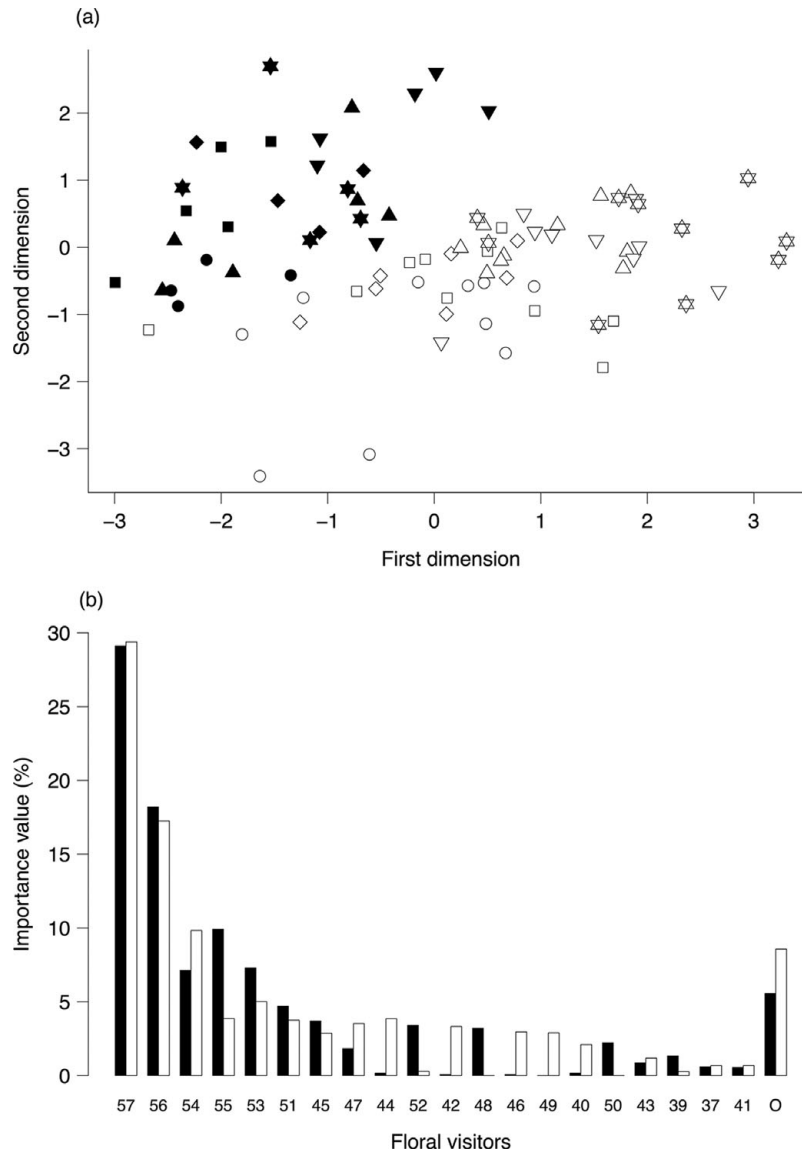 (a)
2
1
0
−1
−2
−3
Second dimension
−3 −2 −1 0 1 2 3
First dimension
(b)
30
25
20
15
10
5
0
Importance value (%)
57 56 54 55 53 51 45 47 44 52 42 48 46 49 40 50 43 39 37 41 O
Floral visitors